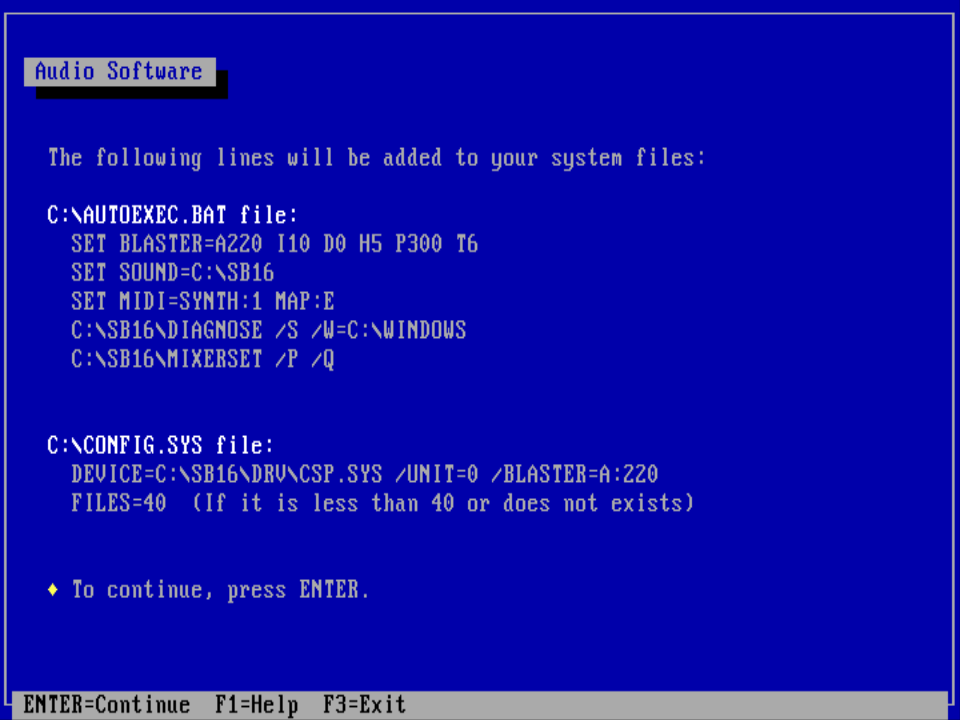 Audio Software
The following lines will be added to your system files:
C:\AUTOEXEC.BAT file:
SET BLASTER=A220 I10 D0 H5 P300 T6
SET SOUND=C:\SB16
SET MIDI=SYNTH:1 MAP:E
C:\SB16\DIAGNOSE /S /W=C:\WINDOWS
C:\SB16\MIXERSET /P /Q
C:\CONFIG.SYS file:
DEVICE=C:\SB16\DRV\CSP.SYS /UNIT=0 /BLASTER=A:220
FILES=40  (If it is less than 40 or does not exists)
♦ To continue, press ENTER.
ENTER=Continue  F1=Help  F3=Exit